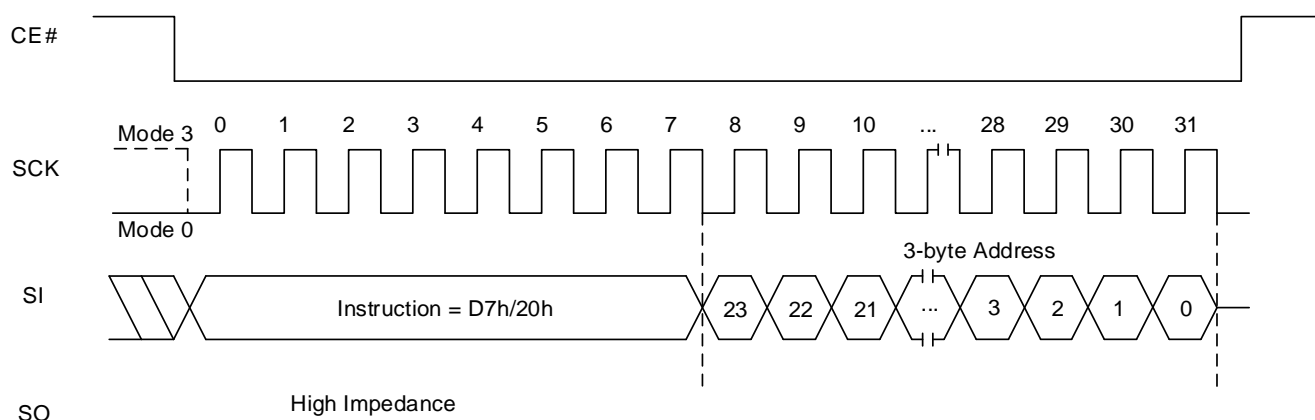 CE#
0 1 2 3 4 5 6 7 8 9 10 ... 28 29 30 31
Mode 3
SCK
Mode 0
3-byte Address
SI
Instruction = D7h/20h
23 22 21 ... 3 2 1 0
High Impedance
SO